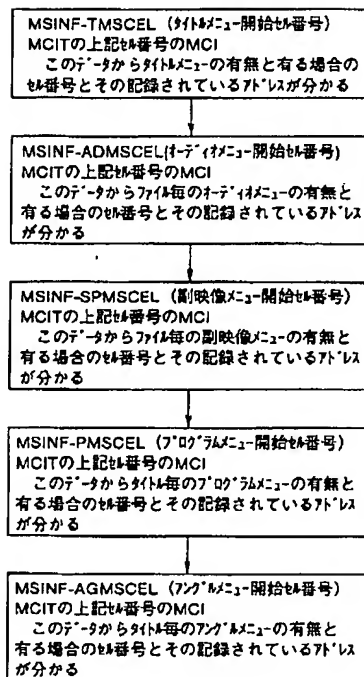 MSINF-TMSCEL (ﾀｲﾄﾙﾒﾆｭｰ開始ｾﾙ番号)
MCITの上記ｾﾙ番号のMCI
このﾃﾞｰﾀからﾀｲﾄﾙﾒﾆｭｰの有無と有る場合の
ｾﾙ番号とその記録されているｱﾄﾞﾚｽが分かる
MSINF-ADMSCEL(ｵｰﾃﾞｨｵﾒﾆｭｰ開始ｾﾙ番号)
MCITの上記ｾﾙ番号のMCI
このﾃﾞｰﾀからﾌｧｲﾙ毎のｵｰﾃﾞｨｵﾒﾆｭｰの有無と
有る場合のｾﾙ番号とその記録されているｱﾄﾞﾚｽ
が分かる
MSINF-SPMSCEL (副映像ﾒﾆｭｰ開始ｾﾙ番号)
MCITの上記ｾﾙ番号のMCI
このﾃﾞｰﾀからﾌｧｲﾙ毎の副映像ﾒﾆｭｰの有無と
有る場合のｾﾙ番号とその記録されているｱﾄﾞﾚｽ
が分かる
MSINF-PMSCEL (ﾌﾟﾛｸﾞﾗﾑﾒﾆｭｰ開始ｾﾙ番号)
MCITの上記ｾﾙ番号のMCI
このﾃﾞｰﾀからﾀｲﾄﾙ毎のﾌﾟﾛｸﾞﾗﾑﾒﾆｭｰの有無と
有る場合のｾﾙ番号とその記録されているｱﾄﾞﾚｽ
が分かる
MSINF-AGMSCEL (ｱﾝｸﾞﾙﾒﾆｭｰ開始ｾﾙ番号)
MCITの上記ｾﾙ番号のMCI
このﾃﾞｰﾀからﾀｲﾄﾙ毎のｱﾝｸﾞﾙﾒﾆｭｰの有無と
有る場合のｾﾙ番号とその記録されているｱﾄﾞﾚｽ
が分かる